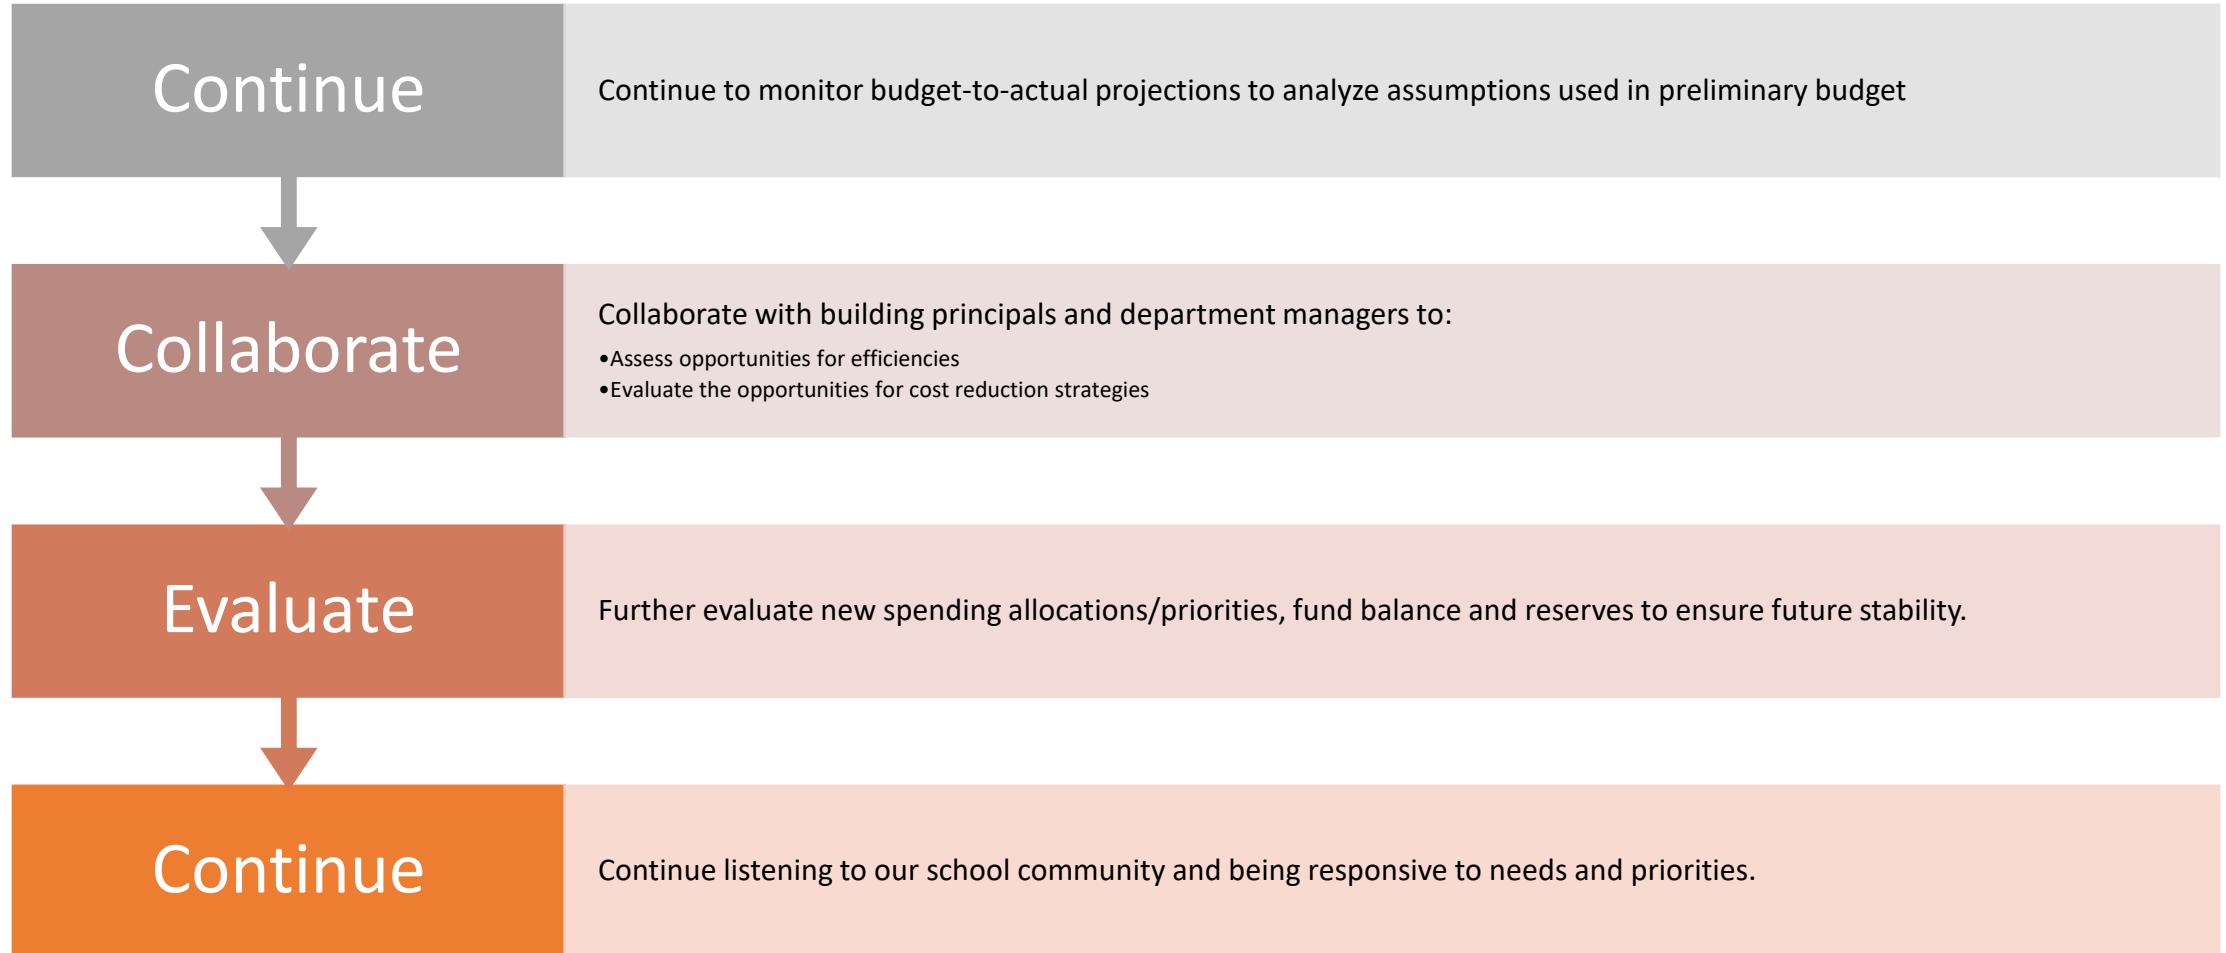 Continue
Continue to monitor budget-to-actual projections to analyze assumptions used in preliminary budget
Collaborate
Collaborate with building principals and department managers to:
•Assess opportunities for efficiencies
•Evaluate the opportunities for cost reduction strategies
Evaluate
Further evaluate new spending allocations/priorities, fund balance and reserves to ensure future stability.
Continue
Continue listening to our school community and being responsive to needs and priorities.